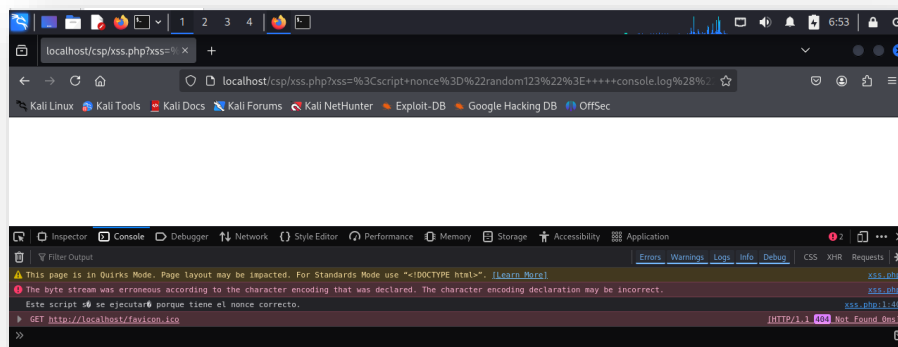 1 2 3 4 6:53
localhost/csp/xss.php?xss=%
localhost/csp/xss.php?xss=%3Cscript+nonce%3D%22random123%22%3E+++++console.log%28%2
Kali Linux Kali Tools Kali Docs Kali Forums Kali NetHunter Exploit-DB Google Hacking DB OffSec
Inspector Console Debugger Network Style Editor Performance Memory Storage Accessibility Application 2
Filter Output Errors Warnings Logs Info Debug CSS XHR Requests
This page is in Quirks Mode. Page layout may be impacted. For Standards Mode use “<!DOCTYPE html>”. [Learn More] xss.php
The byte stream was erroneous according to the character encoding that was declared. The character encoding declaration may be incorrect. xss.php
Este script s� se ejecutar� porque tiene el nonce correcto. xss.php:1:46
GET http://localhost/favicon.ico [HTTP/1.1 404 Not Found 0ms]